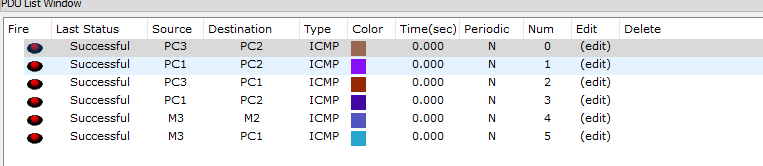 PDU List Window
Fire Last Status Source Destination Type Color Time(sec) Periodic Num Edit Delete
Successful PC3 PC2 ICMP 0.000 N 0 (edit)
Successful PC1 PC2 ICMP 0.000 N 1 (edit)
Successful PC3 PC1 ICMP 0.000 N 2 (edit)
Successful PC1 PC2 ICMP 0.000 N 3 (edit)
Successful M3 M2 ICMP 0.000 N 4 (edit)
Successful M3 PC1 ICMP 0.000 N 5 (edit)